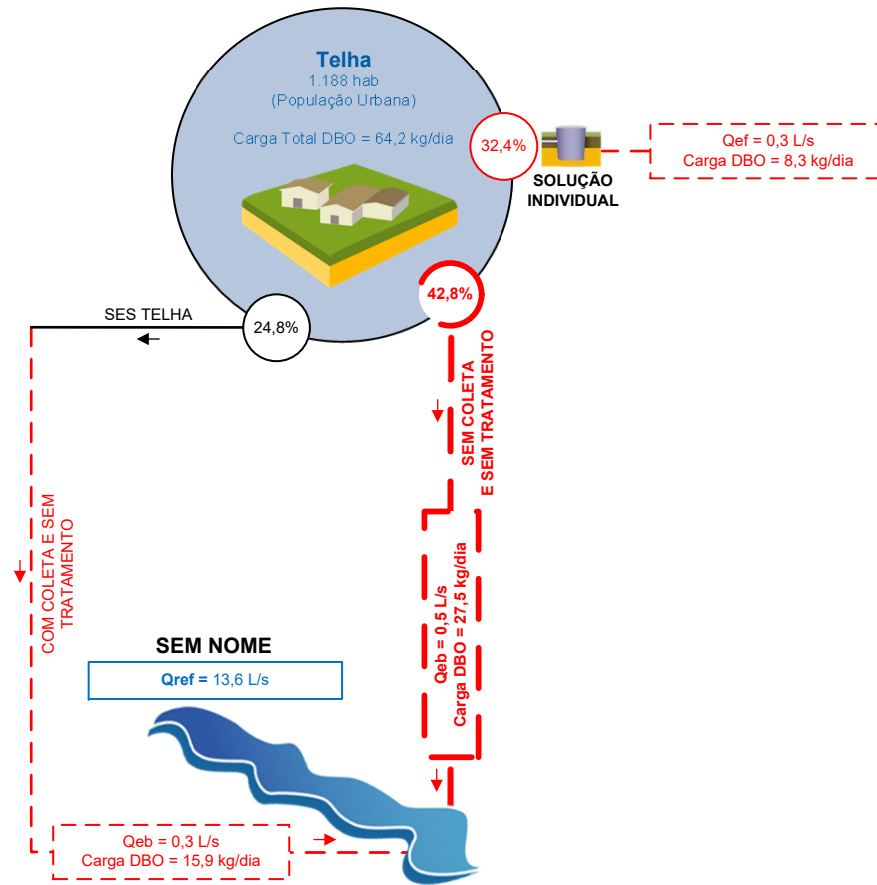 Telha
1.188 hab
(População Urbana)
Carga Total DBO = 64,2 kg/dia
32,4%
SOLUÇÃO
INDIVIDUAL
Qef = 0,3 L/s
Carga DBO = 8,3 kg/dia
42,8%
24,8%
SES TELHA
SEM COLETA
E SEM TRATAMENTO
COM COLETA E SEM
TRATAMENTO
Qeb = 0,5 L/s
Carga DBO = 27,5 kg/dia
SEM NOME
Qref = 13,6 L/s
Qeb = 0,3 L/s
Carga DBO = 15,9 kg/dia